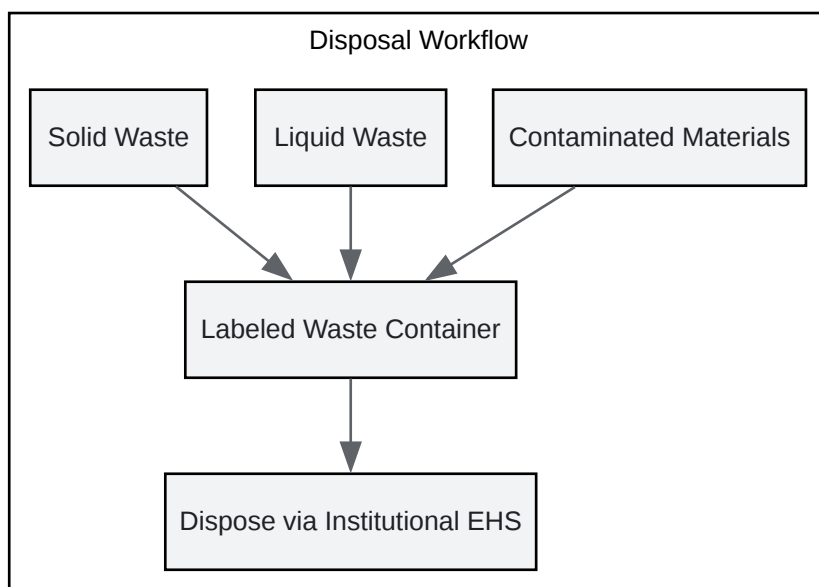 Disposal Workflow
Solid Waste
Liquid Waste
Contaminated Materials
Labeled Waste Container
Dispose via Institutional EHS